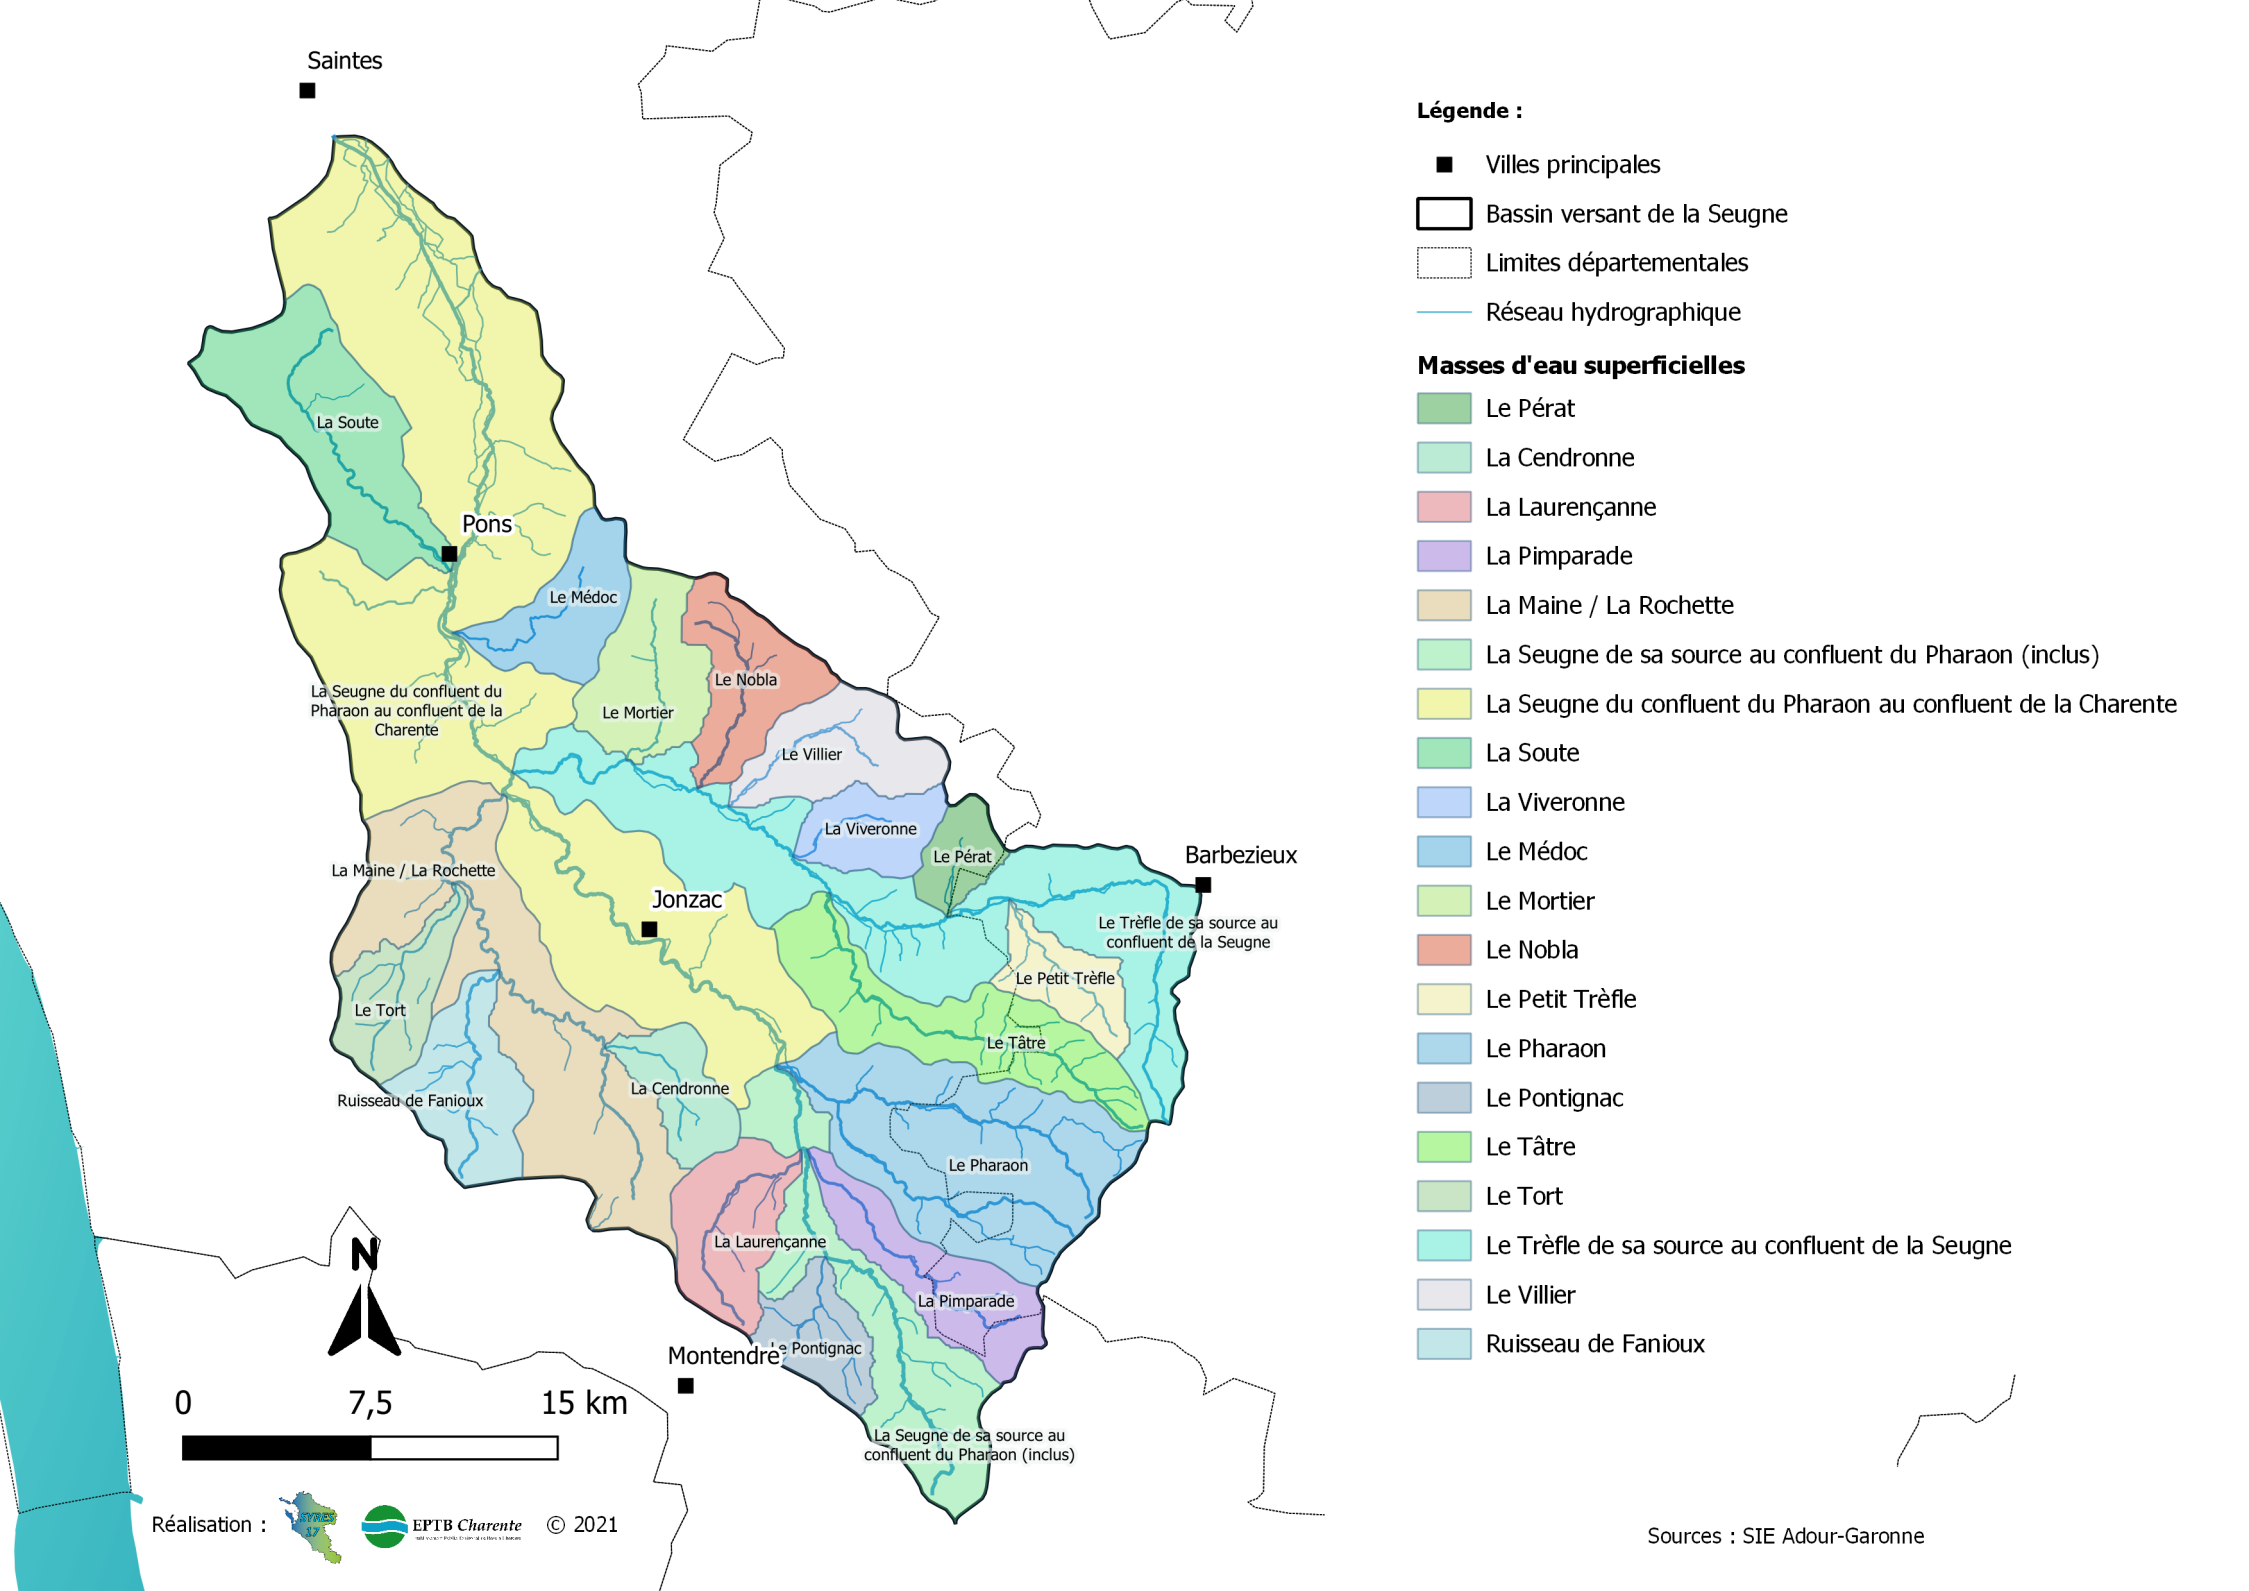 Saintes
Pons
La Soute
Le Médoc
Le Nobla
Le Mortier
La Seugne du confluent du
Pharaon au confluent de la
Charente
Le Villier
La Viveronne
Le Pérat
Barbezieux
La Maine / La Rochette
Jonzac
Le Trèfle de sa source au
confluent de la Seugne
Le Petit Trèfle
Le Tort
Le Tâtre
La Cendronne
Ruisseau de Fanioux
Le Pharaon
La Laurençanne
La Pimparade
Le Pontignac
Montendre
La Seugne de sa source au
confluent du Pharaon (inclus)
N
0 7,5 15 km
Réalisation :
SYRES
17
EPTB Charente
© 2021
Légende :
Villes principales
Bassin versant de la Seugne
Limites départementales
Réseau hydrographique
Masses d'eau superficielles
Le Pérat
La Cendronne
La Laurençanne
La Pimparade
La Maine / La Rochette
La Seugne de sa source au confluent du Pharaon (inclus)
La Seugne du confluent du Pharaon au confluent de la Charente
La Soute
La Viveronne
Le Médoc
Le Mortier
Le Nobla
Le Petit Trèfle
Le Pharaon
Le Pontignac
Le Tâtre
Le Tort
Le Trèfle de sa source au confluent de la Seugne
Le Villier
Ruisseau de Fanioux
Sources : SIE Adour-Garonne